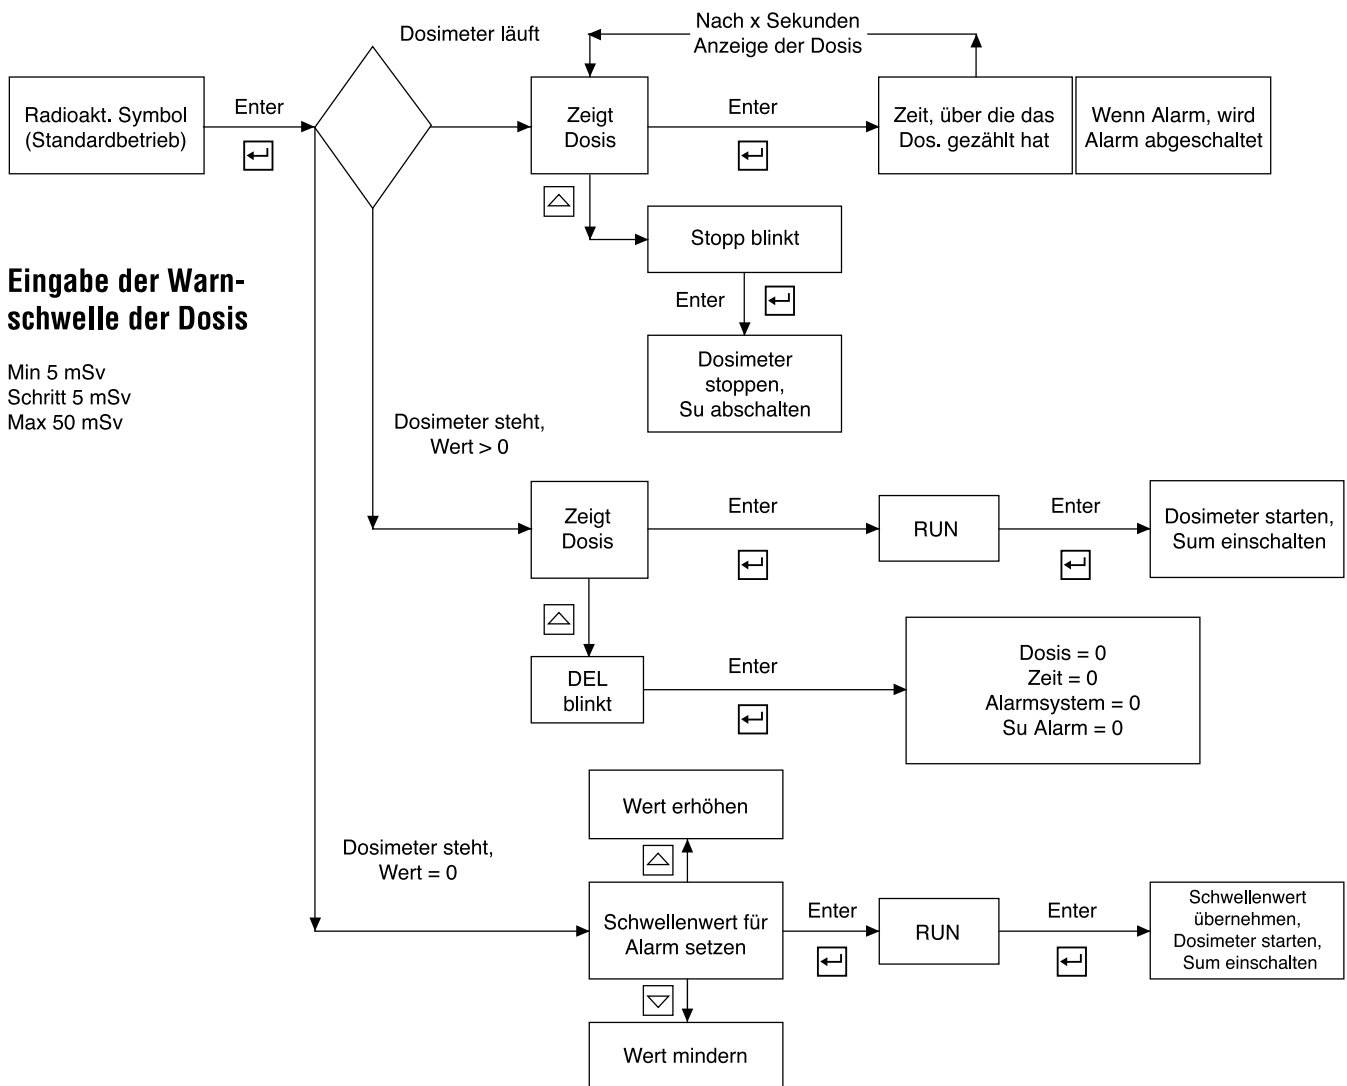 Dosimeter läuft
Nach x Sekunden
Anzeige der Dosis
Radioakt. Symbol
(Standardbetrieb)
Enter
Zeigt
Dosis
Enter
Zeit, über die das
Dos. gezählt hat
Wenn Alarm, wird
Alarm abgeschaltet
Stopp blinkt
Enter
Dosimeter
stoppen,
Su abschalten
Eingabe der Warn-
schwelle der Dosis
Min 5 mSv
Schritt 5 mSv
Max 50 mSv
Dosimeter steht,
Wert > 0
Zeigt
Dosis
Enter
RUN
Enter
Dosimeter starten,
Sum einschalten
DEL
blinkt
Enter
Dosis = 0
Zeit = 0
Alarmsystem = 0
Su Alarm = 0
Dosimeter steht,
Wert = 0
Wert erhöhen
Schwellenwert für
Alarm setzen
Enter
RUN
Enter
Schwellenwert
übernehmen,
Dosimeter starten,
Sum einschalten
Wert mindern